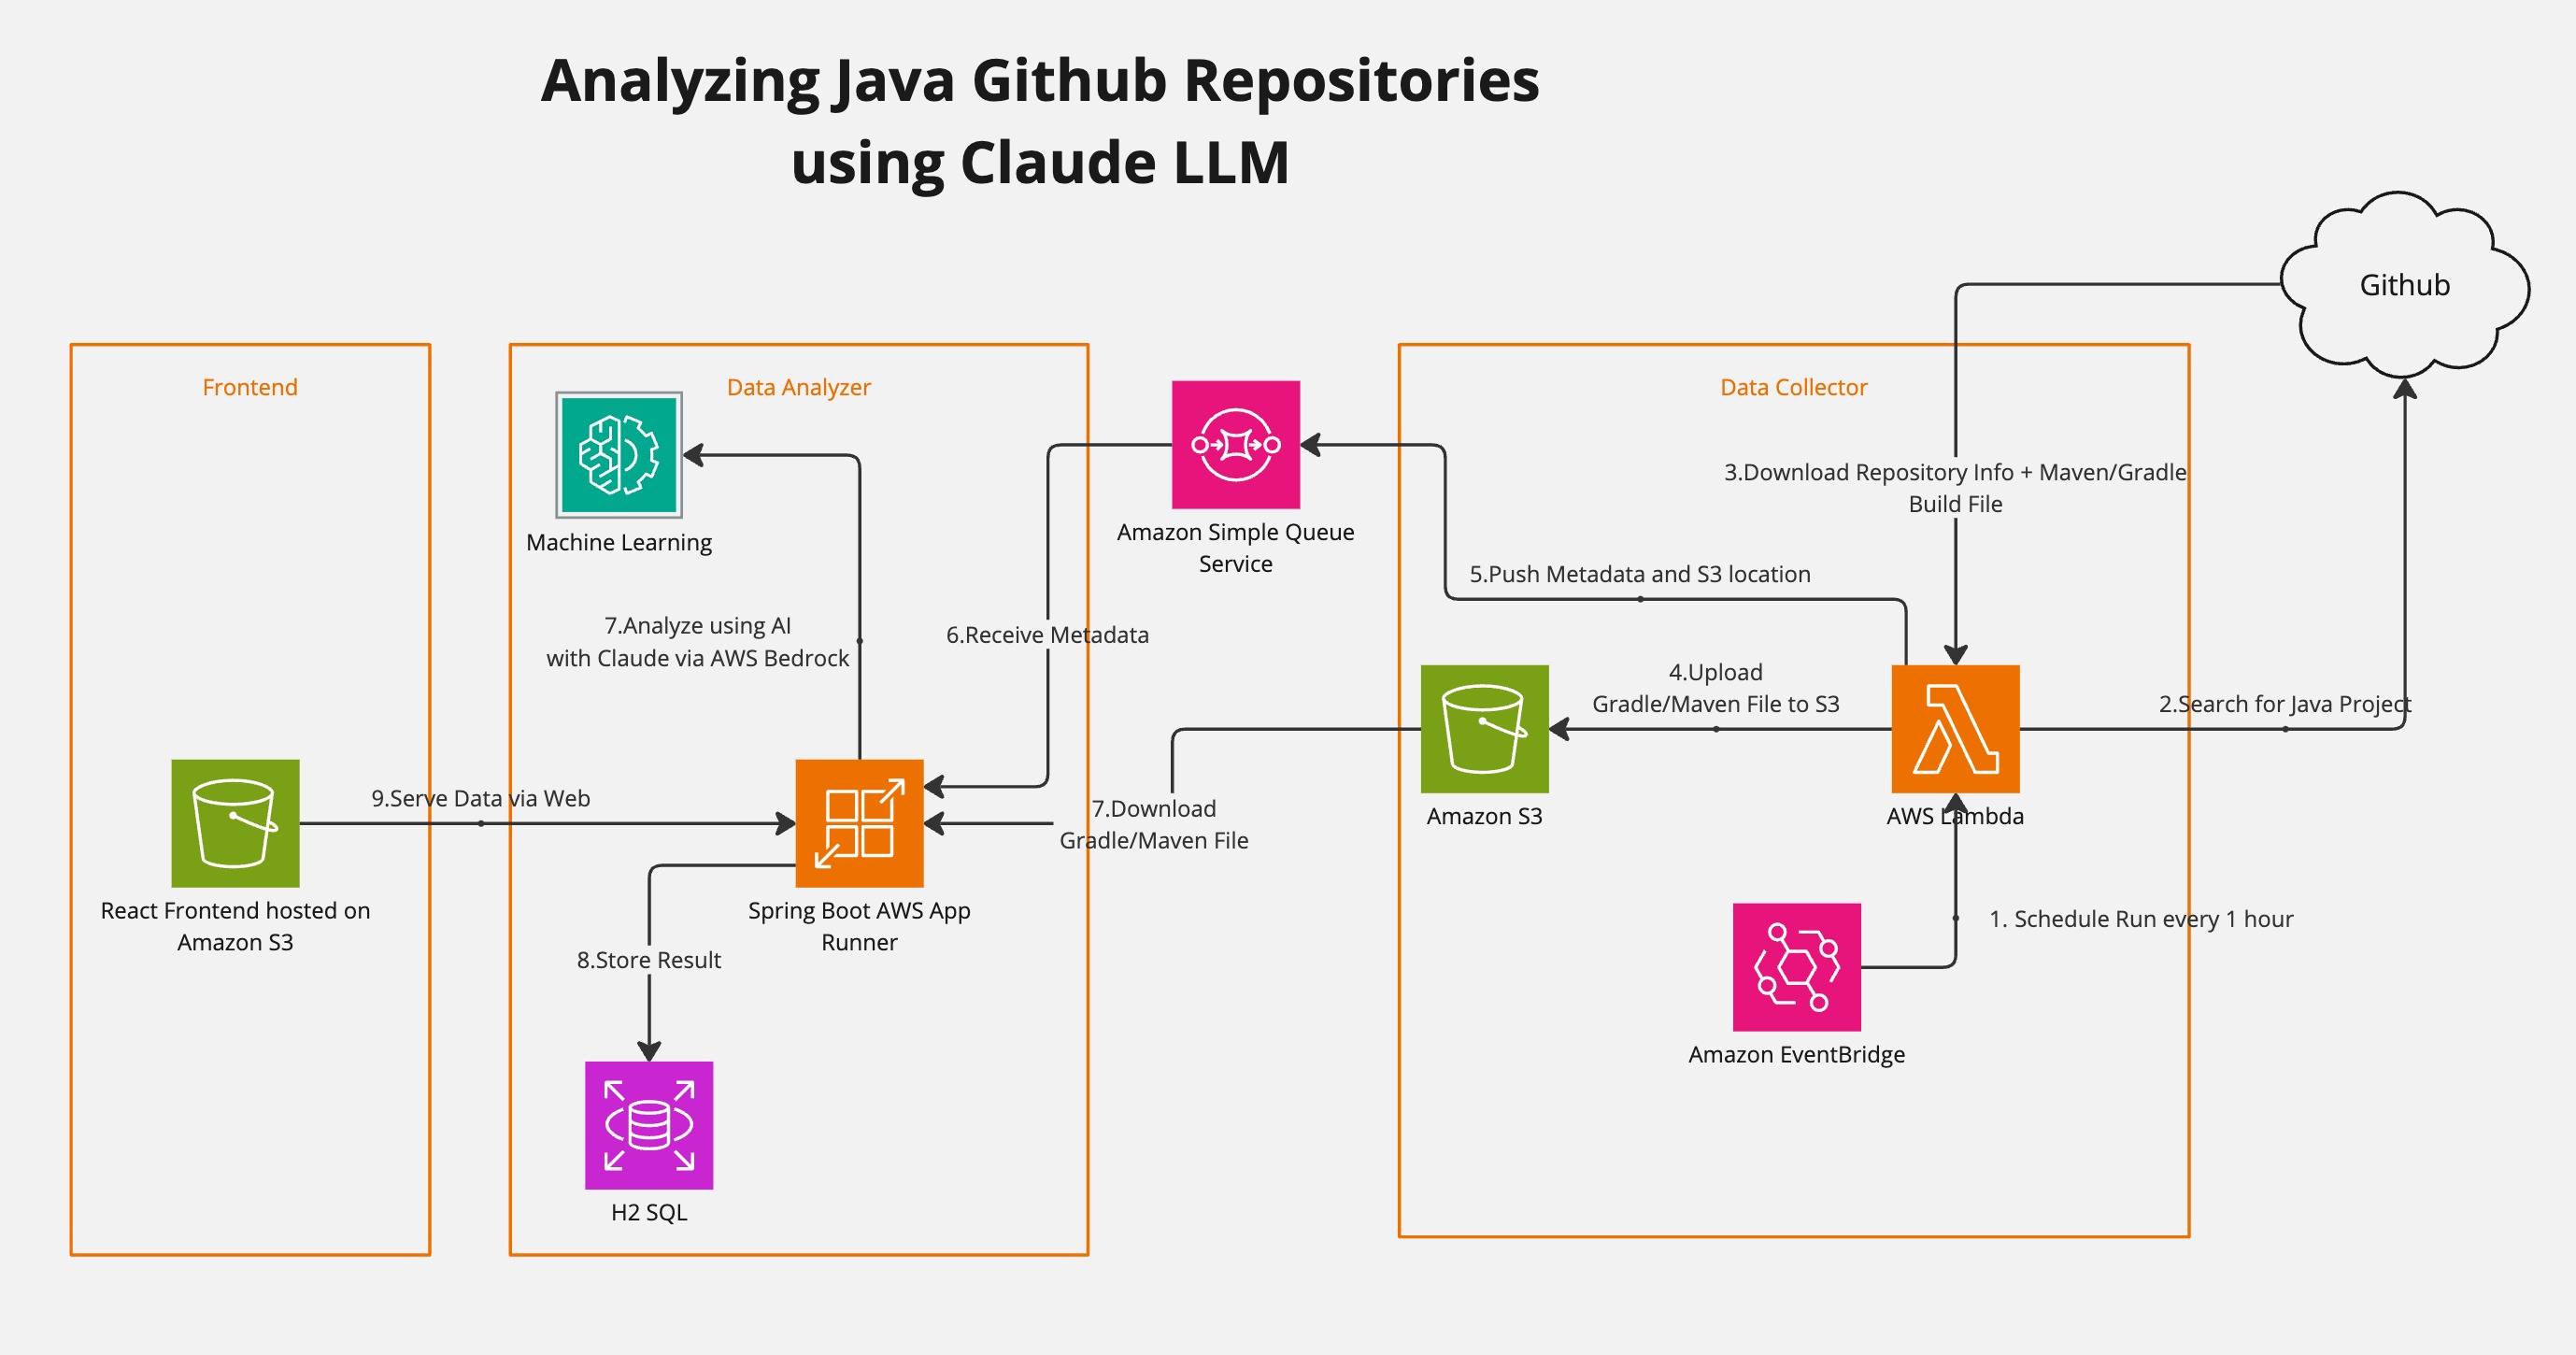 Analyzing Java Github Repositories
using Claude LLM
Github
Frontend
Data Analyzer
Data Collector
3.Download Repository Info + Maven/Gradle
Build File
Machine Learning
Amazon Simple Queue
Service
5.Push Metadata and S3 location
7.Analyze using AI
with Claude via AWS Bedrock
6.Receive Metadata
4.Upload
Gradle/Maven File to S3
2.Search for Java Project
9.Serve Data via Web
7.Download
Gradle/Maven File
Amazon S3
AWS Lambda
React Frontend hosted on
Amazon S3
Spring Boot AWS App
Runner
1. Schedule Run every 1 hour
8.Store Result
Amazon EventBridge
H2 SQL